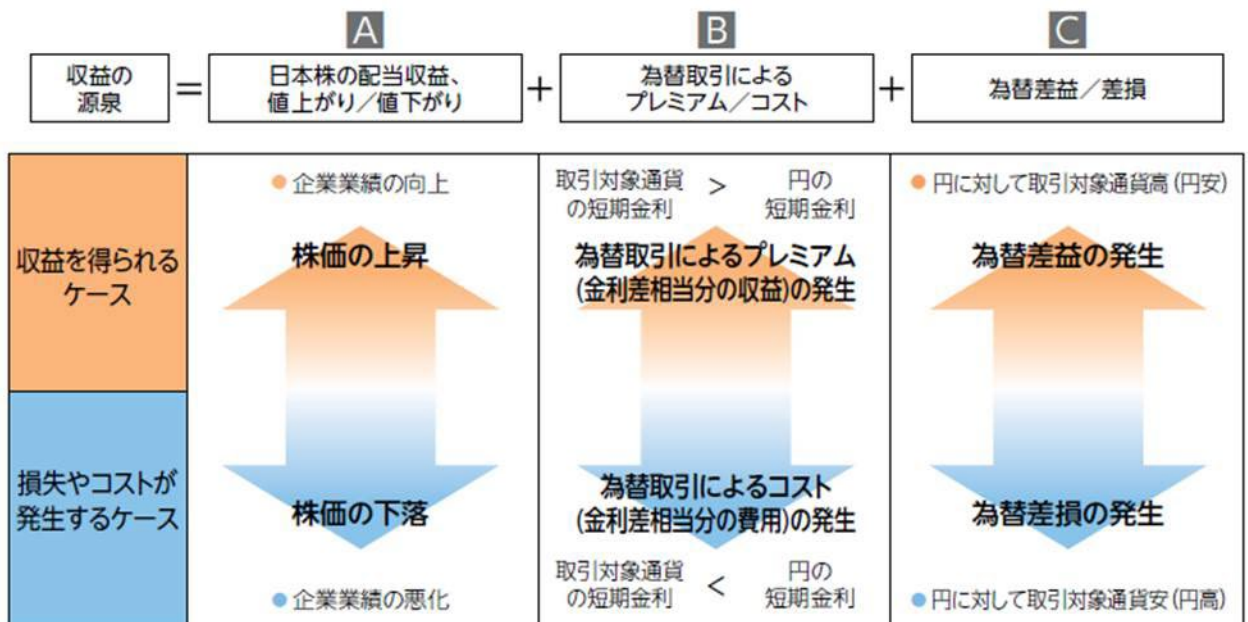 A
B
C
収益の
源泉
=
日本株の配当収益、
値上がり/値下がり
+
為替取引による
プレミアム/コスト
+
為替差益/差損
収益を得られる
ケース
● 企業業績の向上
株価の上昇
取引対象通貨
の短期金利
>
円の
短期金利
為替取引によるプレミアム
(金利差相当分の収益)の発生
● 円に対して取引対象通貨高(円安)
為替差益の発生
損失やコストが
発生するケース
株価の下落
● 企業業績の悪化
為替取引によるコスト
(金利差相当分の費用)の発生
取引対象通貨
の短期金利
<
円の
短期金利
為替差損の発生
● 円に対して取引対象通貨安(円高)